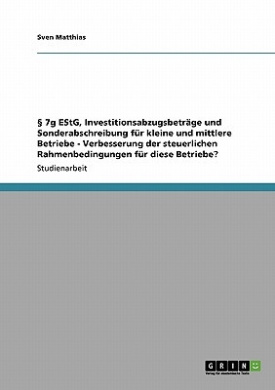 Sven Matthias
§ 7g EStG, Investitionsabzugsbeträge und
Sonderabschreibung für kleine und mittlere
Betriebe - Verbesserung der steuerlichen
Rahmenbedingungen für diese Betriebe?
Studienarbeit
GRIN